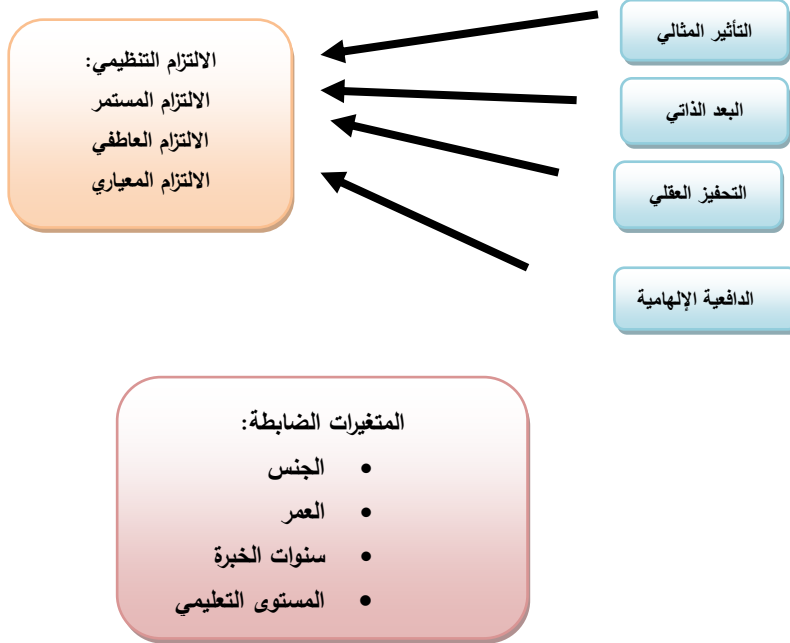 التأثير المثالي
البعد الذاتي
التحفيز العقلي
الدافعية الإلهامية
الالتزام التنظيمي:
الالتزام المستمر
الالتزام العاطفي
الالتزام المعياري
المتغيرات الضابطة:
• الجنس
• العمر
• سنوات الخبرة
• المستوى التعليمي